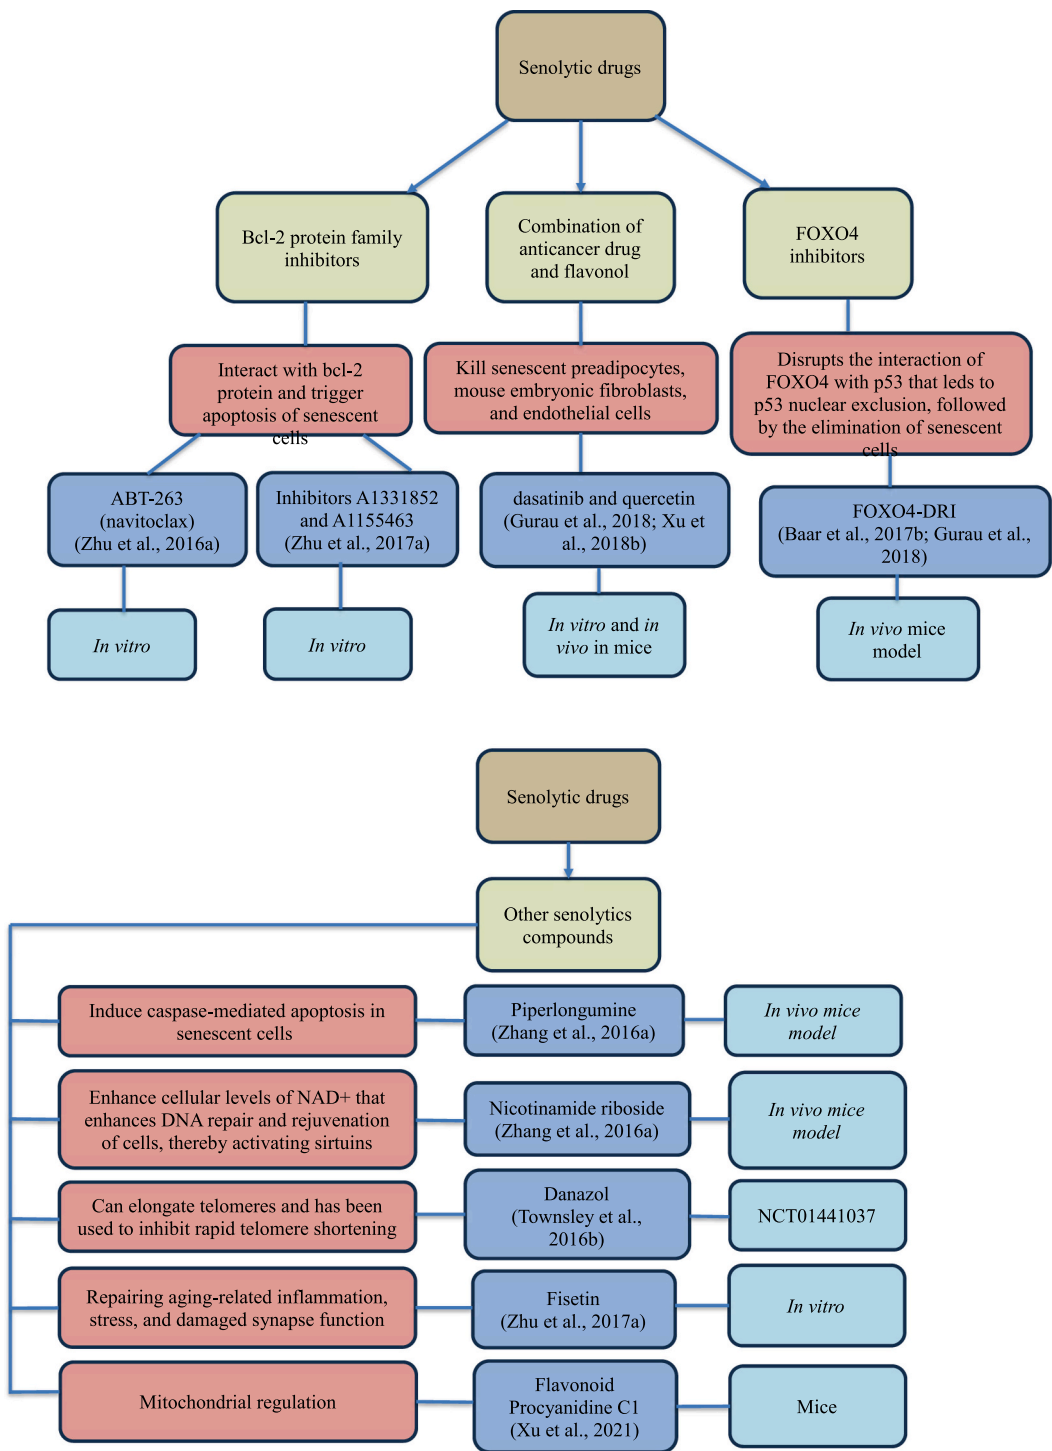 Senolytic drugs
Bcl-2 protein family
inhibitors
Combination of
anticancer drug
and flavonol
FOXO4
inhibitors
Interact with bcl-2
protein and trigger
apoptosis of senescent
cells
Kill senescent preadipocytes,
mouse embryonic fibroblasts,
and endothelial cells
Disrupts the interaction of
FOXO4 with p53 that leds to
p53 nuclear exclusion, followed
by the elimination of senescent
cells
ABT-263
(navitoclax)
(Zhu et al., 2016a)
Inhibitors A1331852
and A1155463
(Zhu et al., 2017a)
dasatinib and quercetin
(Gurau et al., 2018; Xu et
al., 2018b)
FOXO4-DRI
(Baar et al., 2017b; Gurau et al.,
2018)
In vitro
In vitro
In vitro and in
vivo in mice
In vivo mice
model
Senolytic drugs
Other senolytics
compounds
Induce caspase-mediated apoptosis in
senescent cells
Piperlongumine
(Zhang et al., 2016a)
In vivo mice
model
Enhance cellular levels of NAD+ that
enhances DNA repair and rejuvenation
of cells, thereby activating sirtuins
Nicotinamide riboside
(Zhang et al., 2016a)
In vivo mice
model
Can elongate telomeres and has been
used to inhibit rapid telomere shortening
Danazol
(Townsley et al.,
2016b)
NCT01441037
Repairing aging-related inflammation,
stress, and damaged synapse function
Fisetin
(Zhu et al., 2017a)
In vitro
Mitochondrial regulation
Flavonoid
Procyanidine C1
(Xu et al., 2021)
Mice